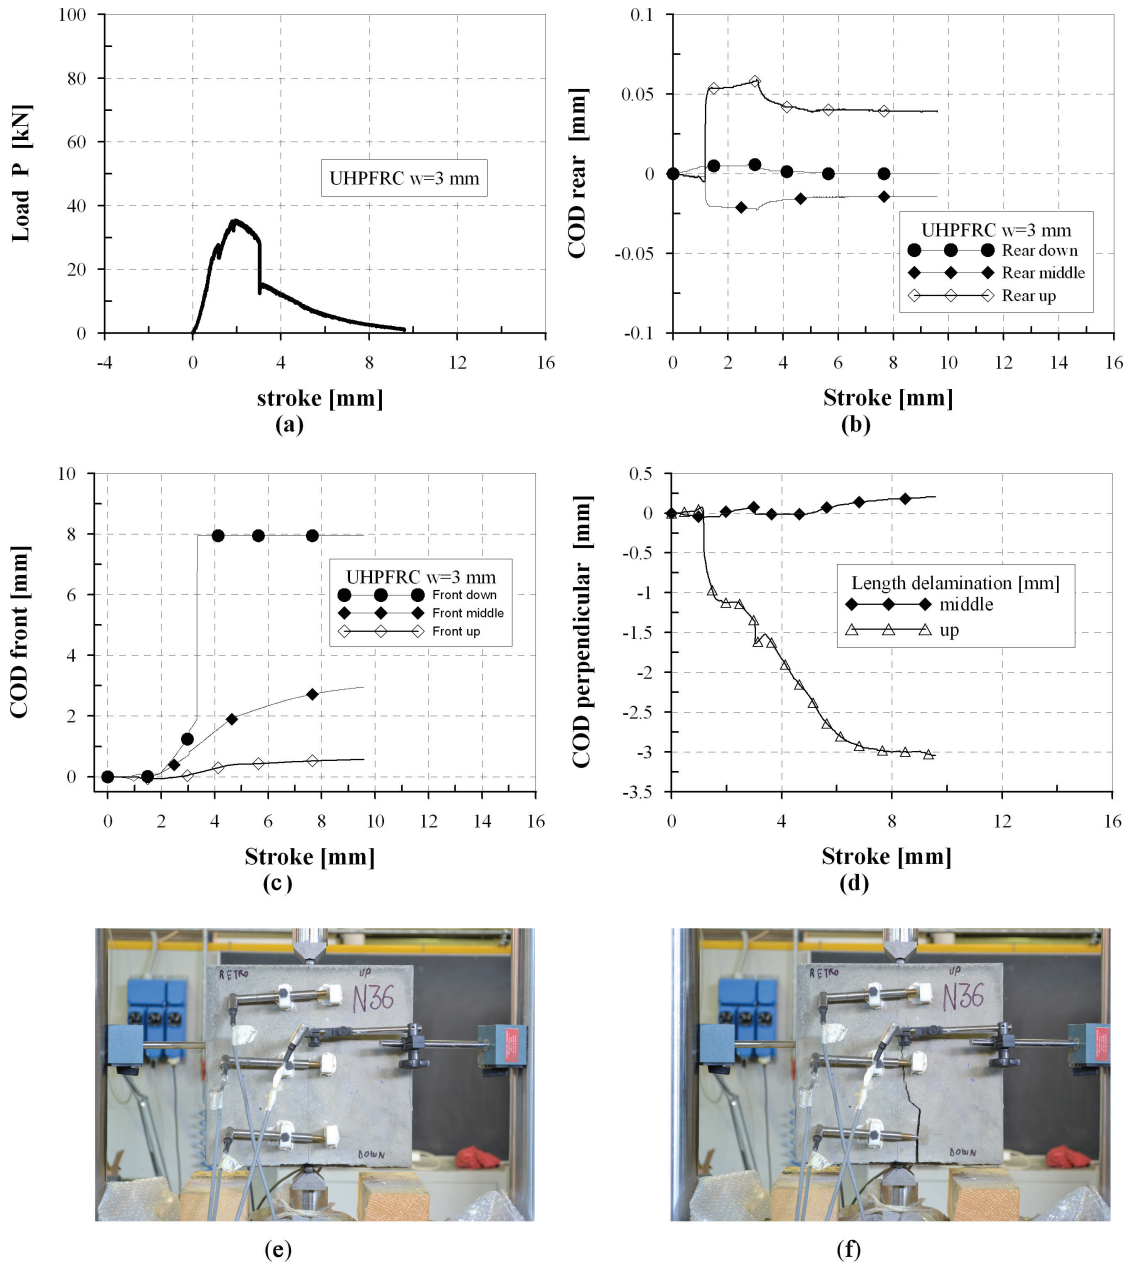 100
80
60
40
20
0
-4 0 4 8 12 16
Load P [kN]
UHPFRC w=3 mm
stroke [mm]
(a)
0.1
0.05
0
-0.05
-0.1
0 2 4 6 8 10 12 14 16
COD rear [mm]
UHPFRC w=3 mm
Rear down
Rear middle
Rear up
Stroke [mm]
(b)
10
8
6
4
2
0
0 2 4 6 8 10 12 14 16
COD front [mm]
UHPFRC w=3 mm
Front down
Front middle
Front up
Stroke [mm]
(c)
0.5
0
-0.5
-1
-1.5
-2
-2.5
-3
-3.5
0 4 8 12 16
COD perpendicular [mm]
Length delamination [mm]
middle
up
Stroke [mm]
(d)
RETRO UP
N36
DOWN
(e)
RETRO UP
N36
DOWN
(f)